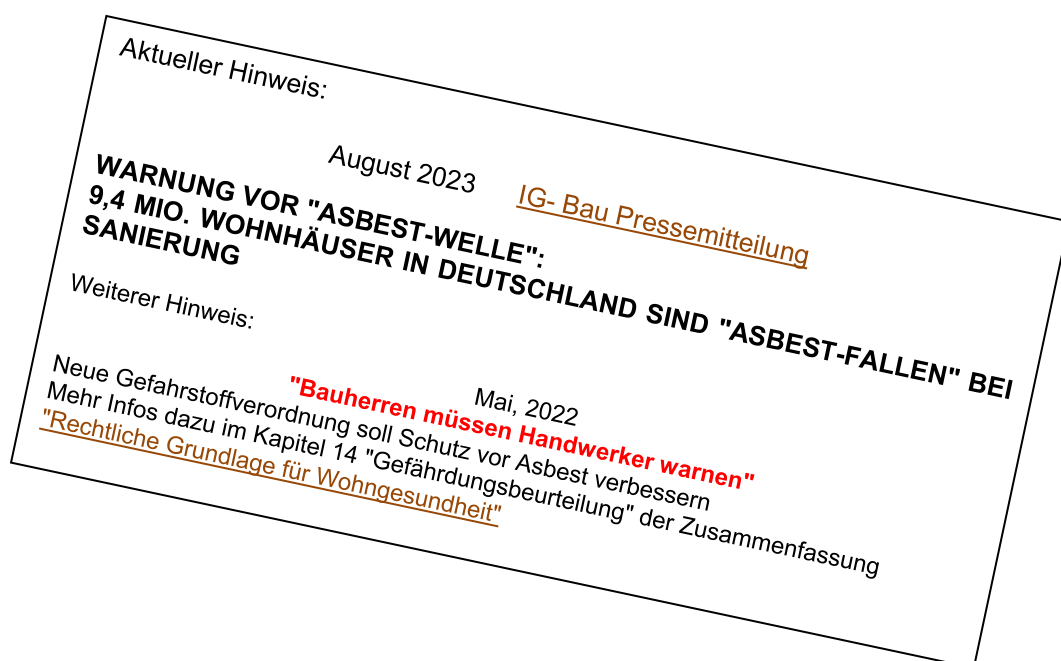 Aktueller Hinweis:
August 2023 IG- Bau Pressemitteilung
WARNUNG VOR "ASBEST-WELLE":
9,4 MIO. WOHNHÄUSER IN DEUTSCHLAND SIND "ASBEST-FALLEN" BEI
SANIERUNG
Weiterer Hinweis:
Mai, 2022
"Bauherren müssen Handwerker warnen"
Neue Gefahrstoffverordnung soll Schutz vor Asbest verbessern
Mehr Infos dazu im Kapitel 14 "Gefährdungsbeurteilung" der Zusammenfassung
"Rechtliche Grundlage für Wohngesundheit"